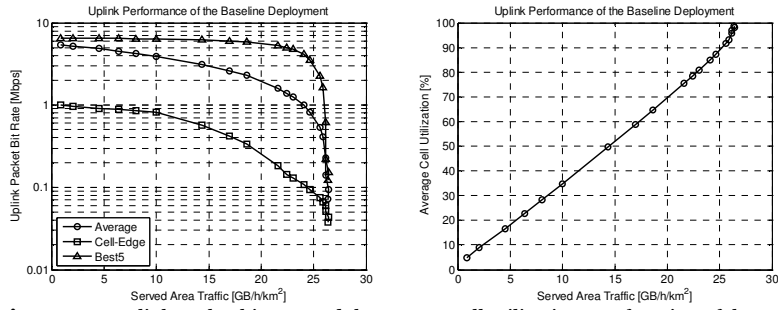 Uplink Performance of the Baseline Deployment
10
1
0.1
0.01
Uplink Packet Bit Rate [Mbps]
Average
Cell-Edge
Best5
0 5 10 15 20 25 30
Served Area Traffic [GB/h/km²]
Uplink Performance of the Baseline Deployment
100
90
80
70
60
50
40
30
20
10
0
Average Cell Utilization [%]
0 5 10 15 20 25 30
Served Area Traffic [GB/h/km²]